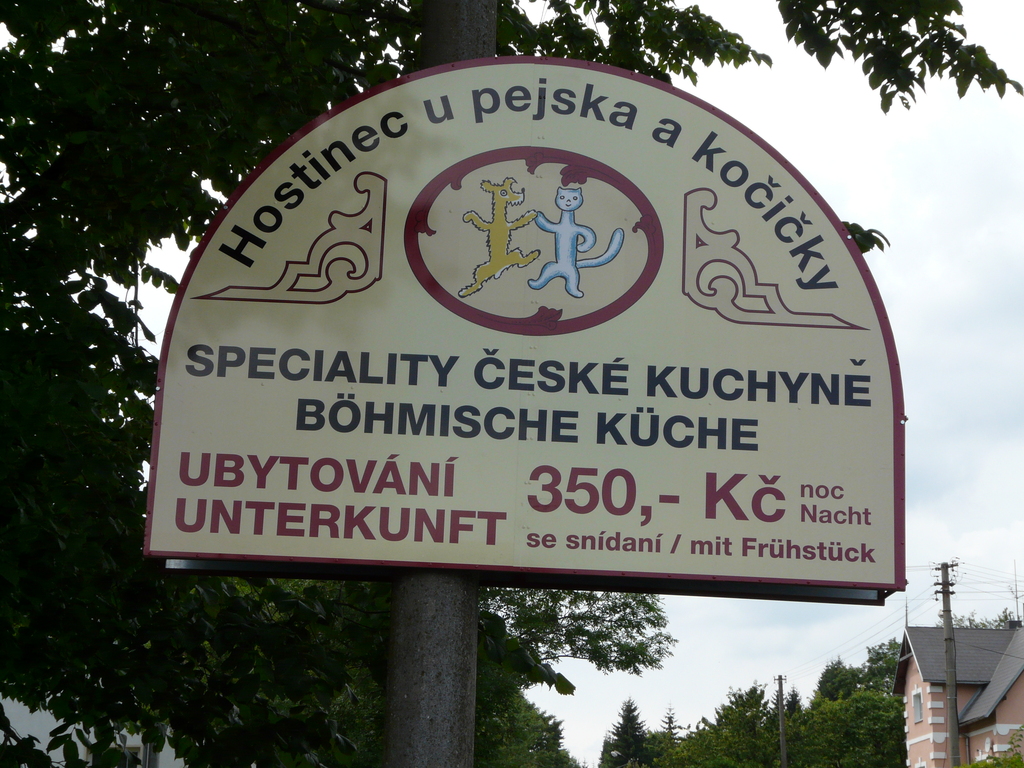 Hostinec u pejska a kočičky
SPECIALITY ČESKÉ KUCHYNĚ
BÖHMISCHE KÜCHE
UBYTOVÁNÍ
UNTERKUNFT
350,- Kč
noc
Nacht
se snídaní / mit Frühstück